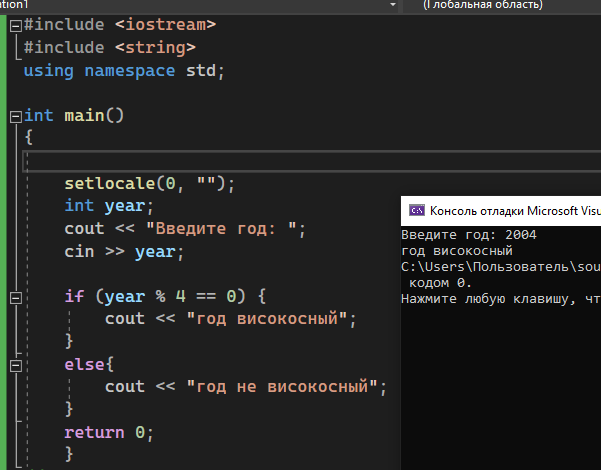 ntion1 (Глобальная область)
#include <iostream>
#include <string>
using namespace std;
int main()
{
setlocale(0, "");
int year;
cout << "Введите год: ";
cin >> year;
if (year % 4 == 0) {
cout << "год високосный";
}
else{
cout << "год не високосный";
}
return 0;
}
Консоль отладки Microsoft Visu
Введите год: 2004
год високосный
C:\Users\Пользователь\sou
кодом 0.
Нажмите любую клавишу, чт